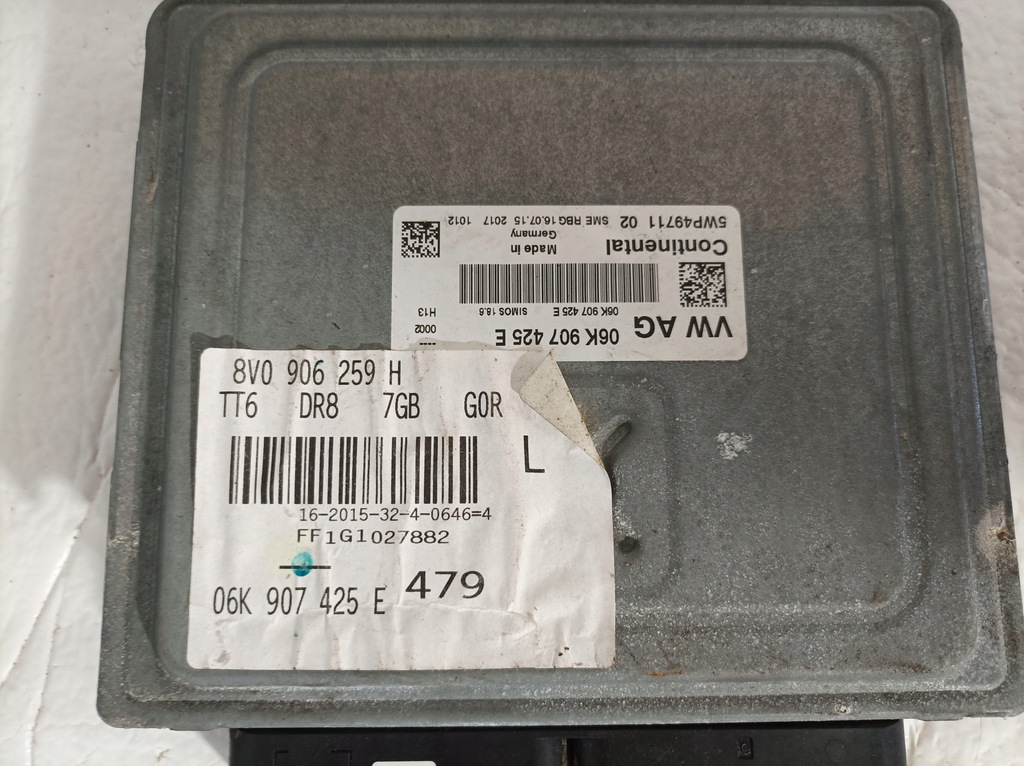 VW AG 06K 907 425 E ---
06K 907 425 E SIMOS 18.6 0002 H13
Continental Made in Germany
5WP49711 02 SME RBG 16.07.15 2017 1012
8V0 906 259 H
TT6 DR8 7GB G0R
L
16-2015-32-4-0646=4
FF1G1027882
06K 907 425 E 479